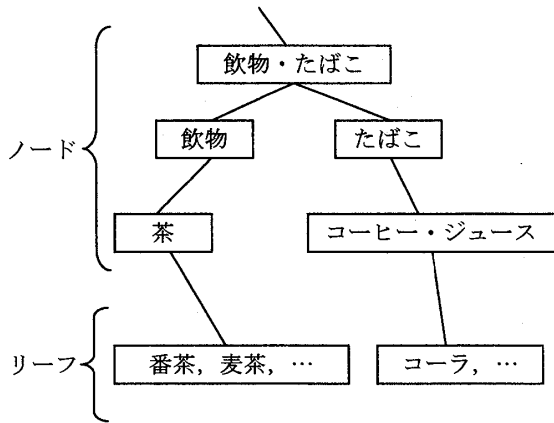 飲物・たばこ
飲物
たばこ
ノード
茶
コーヒー・ジュース
リーフ
番茶,麦茶,…
コーラ,…